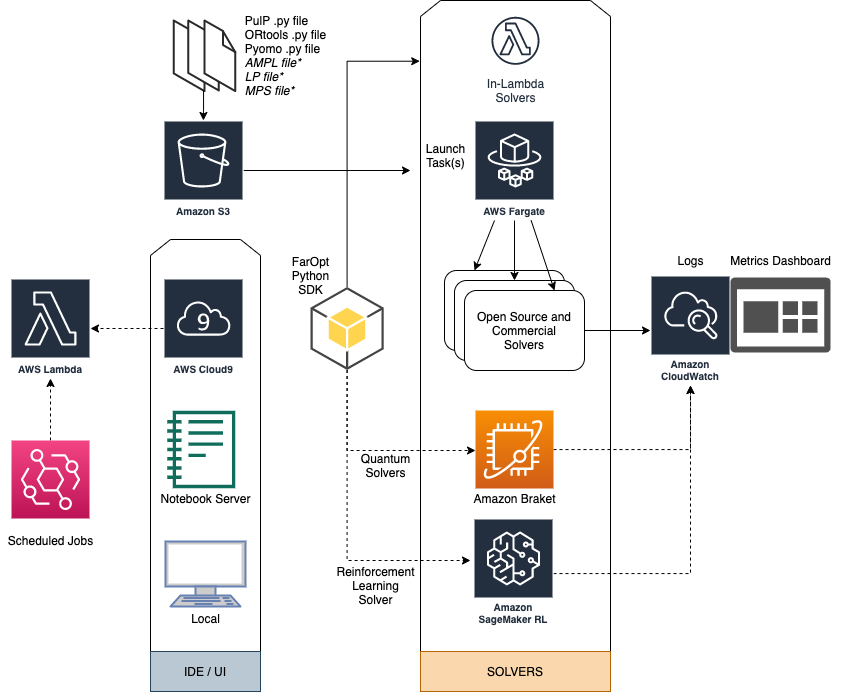 PulP .py file
ORtools .py file
Pyomo .py file
AMPL file*
LP file*
MPS file*
In-Lambda
Solvers
Launch
Task(s)
Amazon S3
AWS Fargate
FarOpt
Python
SDK
Logs
Metrics Dashboard
9
Open Source and
Commercial
Solvers
AWS Lambda
AWS Cloud9
Amazon
CloudWatch
Quantum
Solvers
Notebook Server
Amazon Braket
Scheduled Jobs
Reinforcement
Learning
Solver
Local
Amazon
SageMaker RL
IDE / UI
SOLVERS